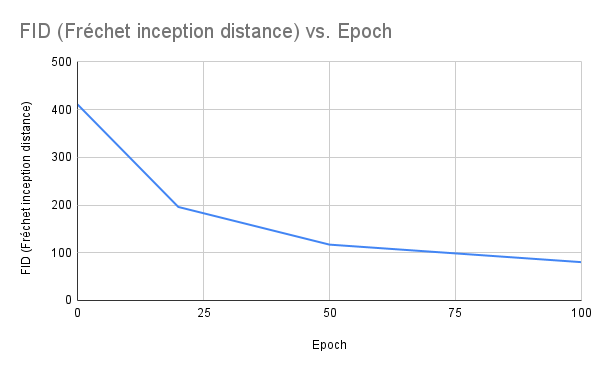 FID (Fréchet inception distance) vs. Epoch
FID (Fréchet inception distance)
500
400
300
200
100
0
0 25 50 75 100
Epoch